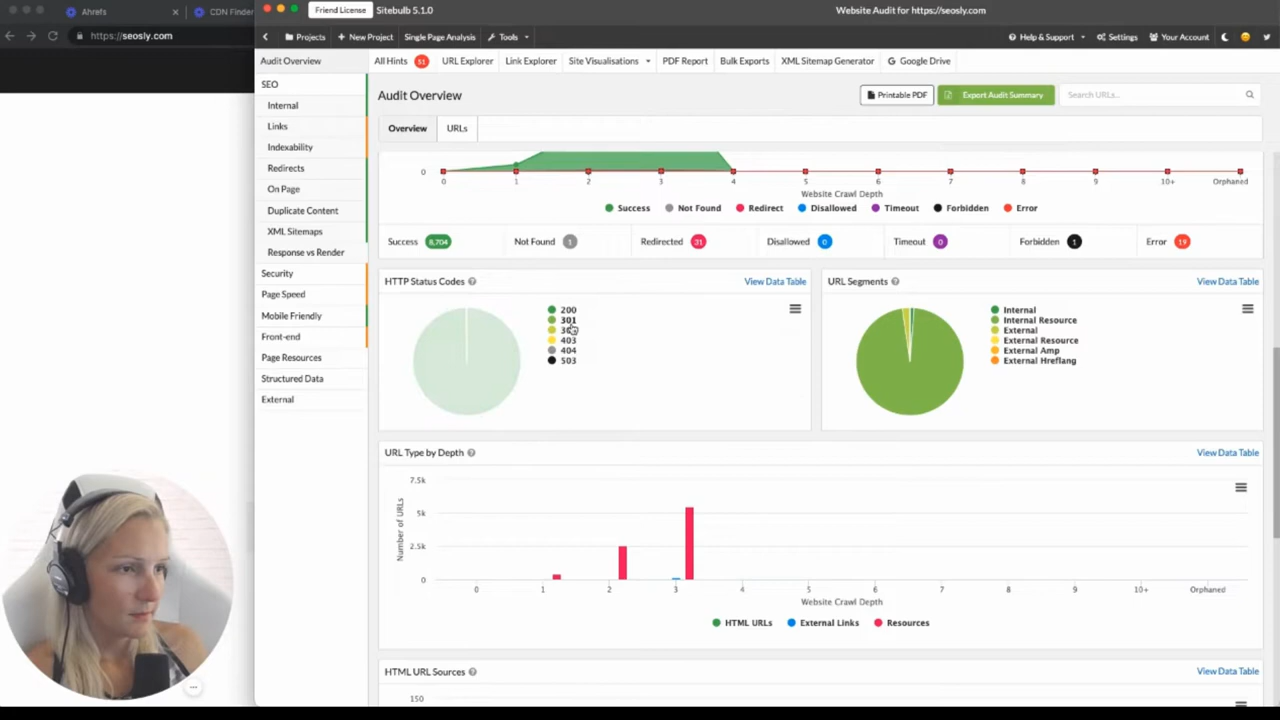 Friend License
Sitebulb 5.1.0
Website Audit for https://seosly.com
Ahrefs
CDN Finder
https://seosly.com
Projects
New Project
Single Page Analysis
Tools
Help & Support
Settings
Your Account
Audit Overview
All Hints 51
URL Explorer
Link Explorer
Site Visualisations
PDF Report
Bulk Exports
XML Sitemap Generator
Google Drive
SEO
Internal
Links
Indexability
Redirects
On Page
Duplicate Content
XML Sitemaps
Response vs Render
Security
Page Speed
Mobile Friendly
Front-end
Page Resources
Structured Data
External
Audit Overview
Printable PDF
Export Audit Summary
Search URLs...
Overview
URLs
0
0 1 2 3 4 5 6 7 8 9 10+ Orphaned
Website Crawl Depth
Success Not Found Redirect Disallowed Timeout Forbidden Error
Success 8,704 Not Found 1 Redirected 31 Disallowed 0 Timeout 0 Forbidden 1 Error 19
HTTP Status Codes
View Data Table
200
301
403
404
503
URL Segments
View Data Table
Internal
Internal Resource
External
External Resource
External Amp
External Hreflang
URL Type by Depth
View Data Table
Number of URLs
7.5k
5k
2.5k
0
0 1 2 3 4 5 6 7 8 9 10+ Orphaned
Website Crawl Depth
HTML URLs External Links Resources
HTML URL Sources
View Data Table
150